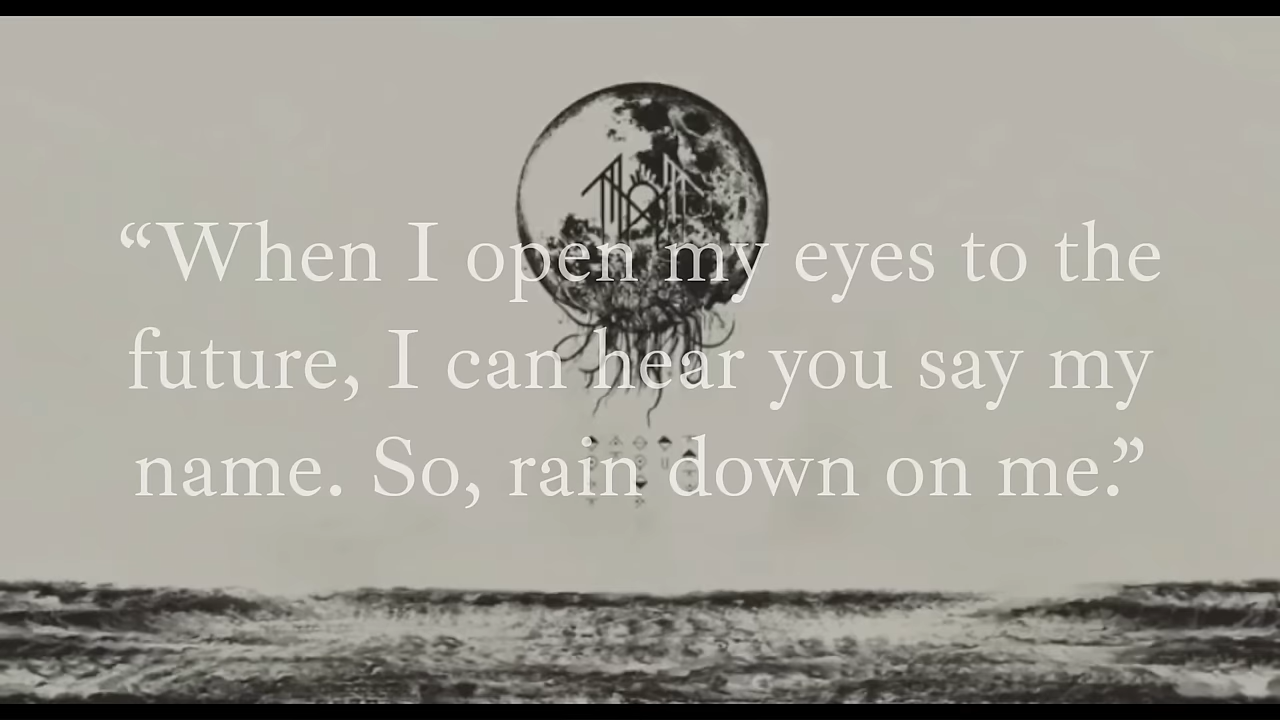 “When I open my eyes to the
future, I can hear you say my
name. So, rain down on me.”